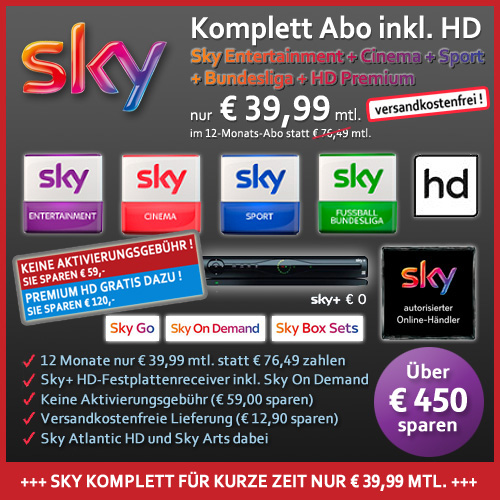 sky
Komplett Abo inkl. HD
Sky Entertainment + Cinema + Sport
+ Bundesliga + HD Premium
nur € 39,99 mtl.
versandkostenfrei !
im 12-Monats-Abo statt € 76,49 mtl.
sky
ENTERTAINMENT
sky
CINEMA
sky
SPORT
sky
FUSSBALL
BUNDESLIGA
hd
KEINE AKTIVIERUNGSGEBÜHR !
SIE SPAREN € 59,-
PREMIUM HD GRATIS DAZU !
SIE SPAREN € 120,-
sky+ € 0
sky
autorisierter
Online-Händler
Sky Go
Sky On Demand
Sky Box Sets
12 Monate nur € 39,99 mtl. statt € 76,49 zahlen
Sky+ HD-Festplattenreceiver inkl. Sky On Demand
Keine Aktivierungsgebühr (€ 59,00 sparen)
Versandkostenfreie Lieferung (€ 12,90 sparen)
Sky Atlantic HD und Sky Arts dabei
Über
€ 450
sparen
+++ SKY KOMPLETT FÜR KURZE ZEIT NUR € 39,99 MTL. +++